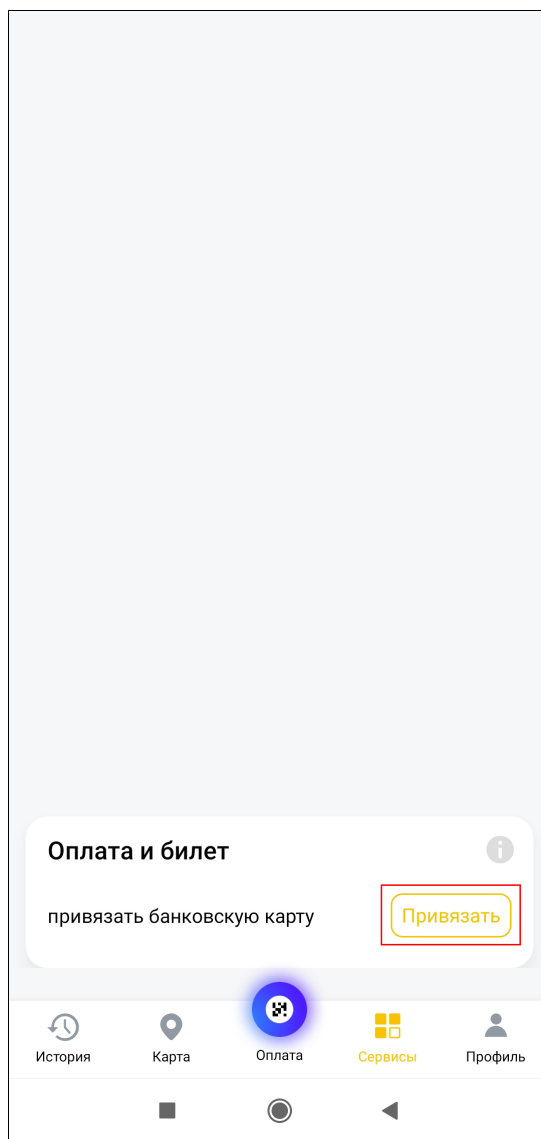 Оплата и билет
привязать банковскую карту
Привязать
История
Карта
Оплата
Сервисы
Профиль